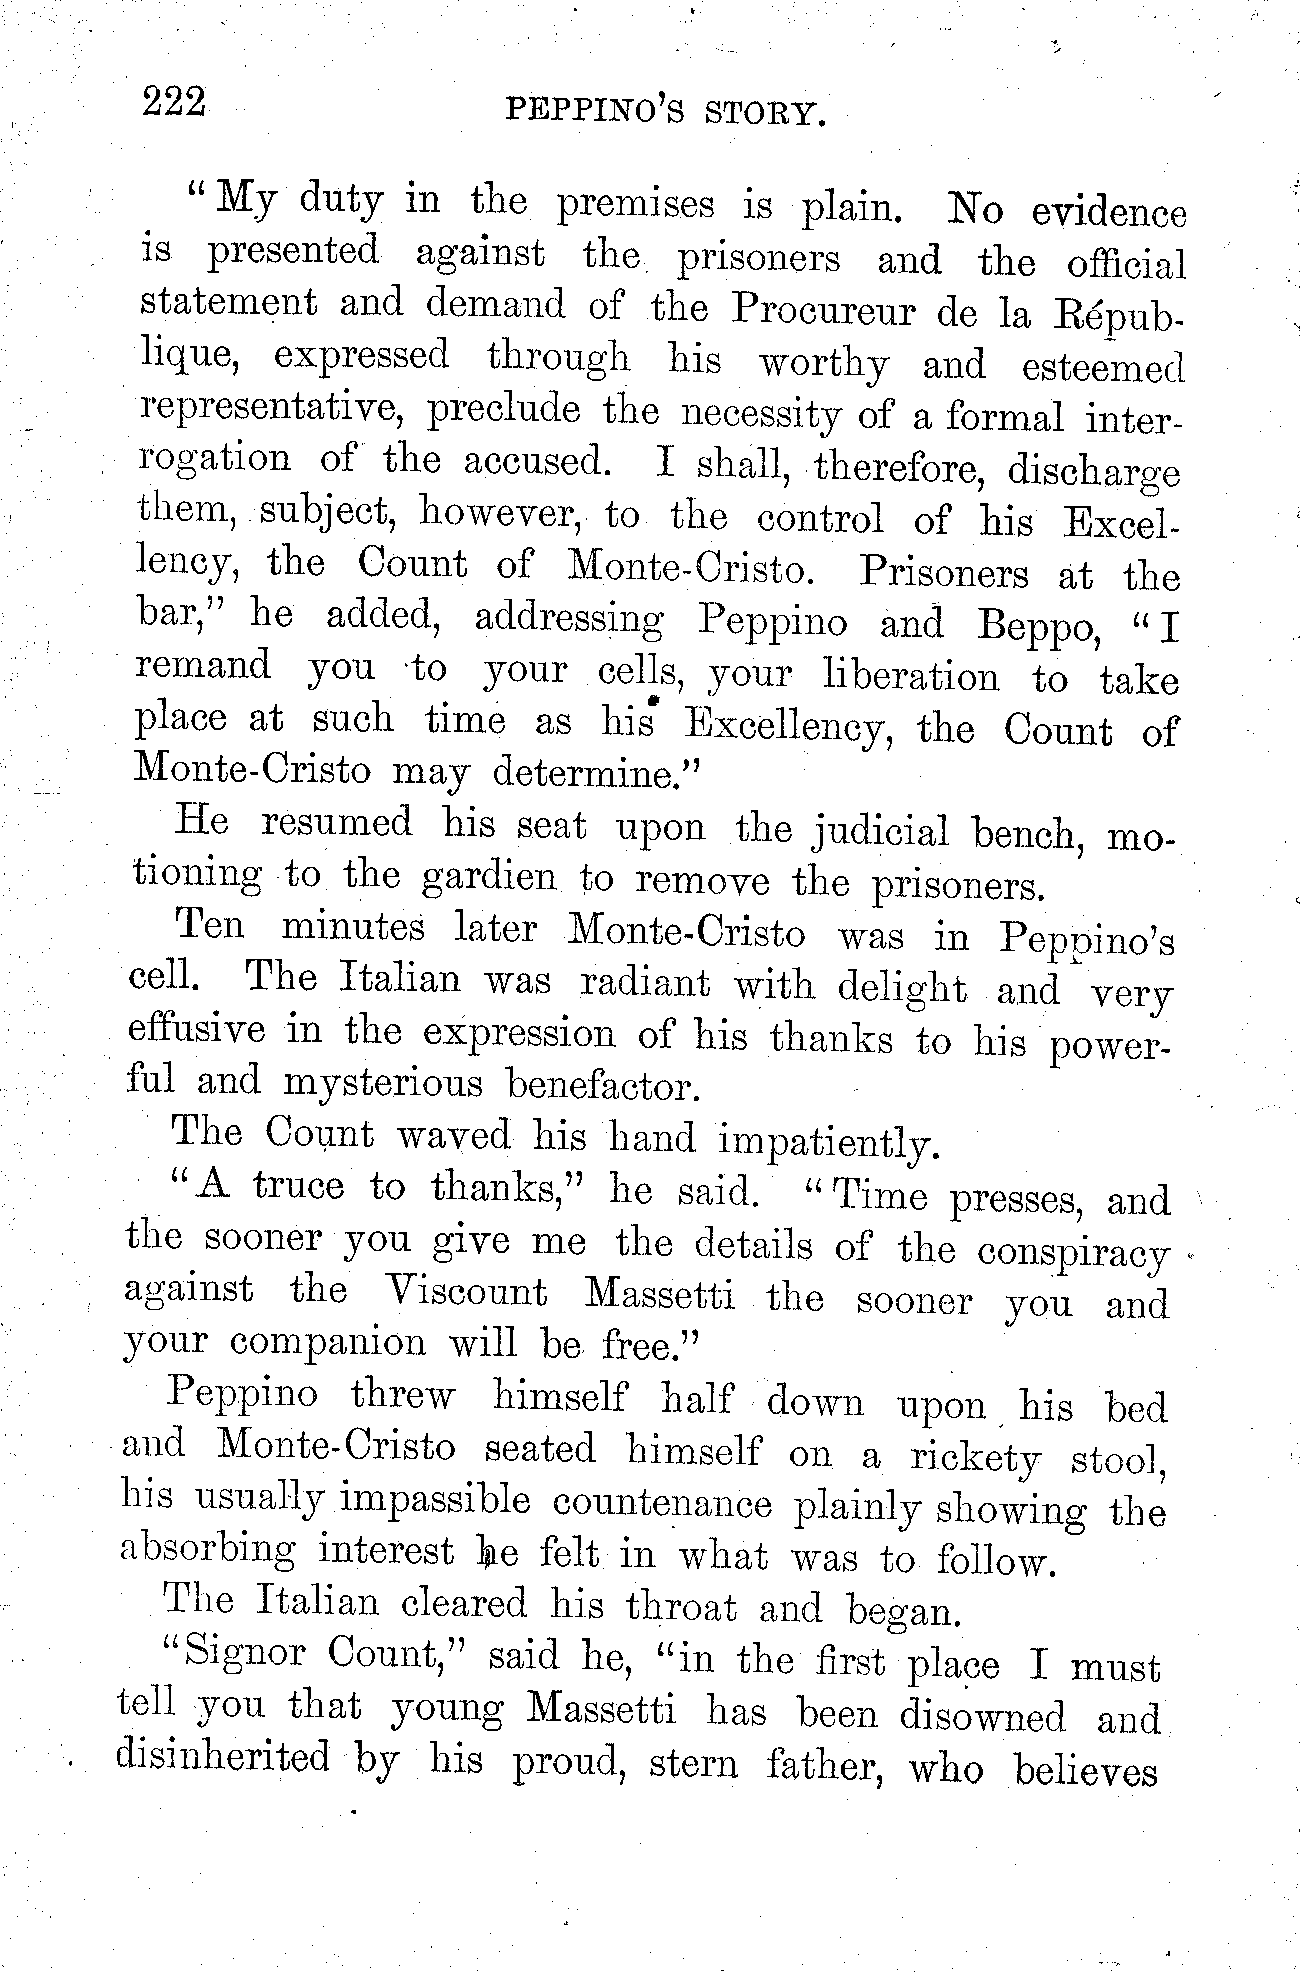 222 PEPPINO'S STORY.
“My duty in the premises is plain. No evidence
is presented against the prisoners and the official
statement and demand of the Procureur de la Répub-
lique, expressed through his worthy and esteemed
representative, preclude the necessity of a formal inter-
rogation of the accused. I shall, therefore, discharge
them, subject, however, to the control of his Excel-
lency, the Count of Monte-Cristo. Prisoners at the
bar,” he added, addressing Peppino and Beppo, “I
remand you to your cells, your liberation to take
place at such time as his Excellency, the Count of
Monte-Cristo may determine.”
He resumed his seat upon the judicial bench, mo-
tioning to the gardien to remove the prisoners.
Ten minutes later Monte-Cristo was in Peppino's
cell. The Italian was radiant with delight and very
effusive in the expression of his thanks to his power-
ful and mysterious benefactor.
The Count waved his hand impatiently.
“A truce to thanks,” he said. “Time presses, and
the sooner you give me the details of the conspiracy
against the Viscount Massetti the sooner you and
your companion will be free.”
Peppino threw himself half down upon his bed
and Monte-Cristo seated himself on a rickety stool,
his usually impassible countenance plainly showing the
absorbing interest he felt in what was to follow.
The Italian cleared his throat and began.
“Signor Count,” said he, “in the first place I must
tell you that young Massetti has been disowned and
disinherited by his proud, stern father, who believes